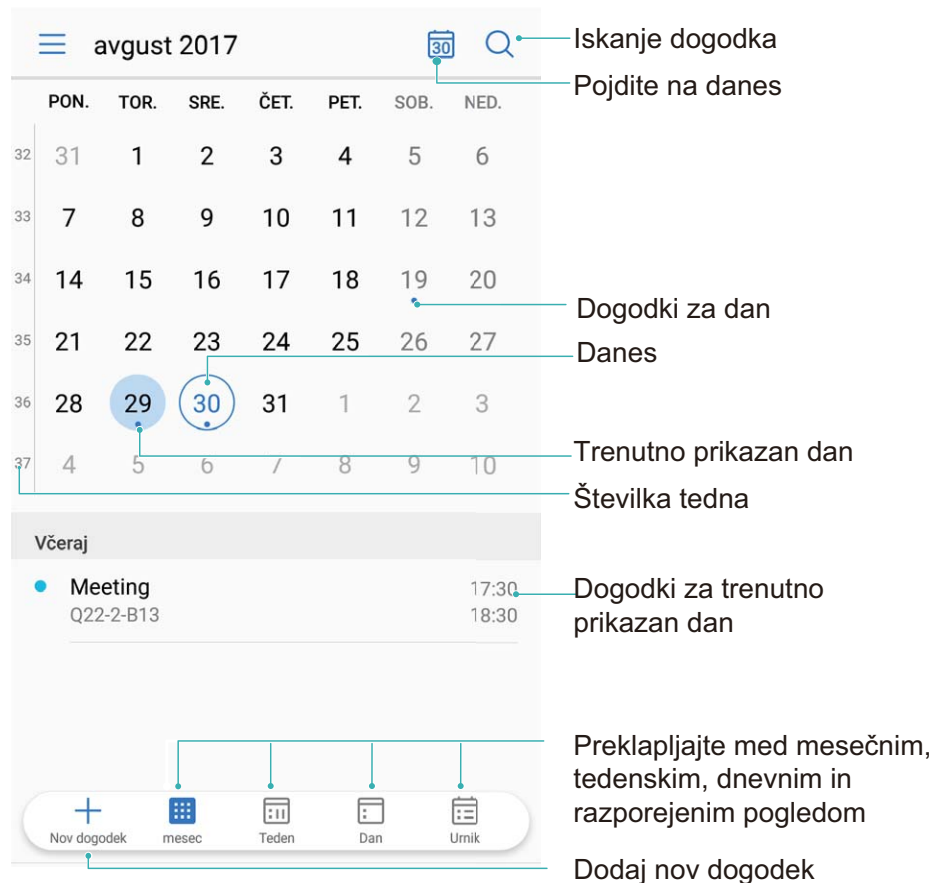 avgust 2017
30
Iskanje dogodka
Pojdite na danes
PON. TOR. SRE. ČET. PET. SOB. NED.
32 31 1 2 3 4 5 6
33 7 8 9 10 11 12 13
34 14 15 16 17 18 19 20
Dogodki za dan
35 21 22 23 24 25 26 27
Danes
36 28 29 30 31 1 2 3
Trenutno prikazan dan
37 4 5 6 7 8 9 10
Številka tedna
Včeraj
Meeting 17:30
Q22-2-B13 18:30
Dogodki za trenutno
prikazan dan
Preklapljajte med mesečnim,
tedenskim, dnevnim in
razporejenim pogledom
Nov dogodek mesec Teden Dan Urnik
Dodaj nov dogodek